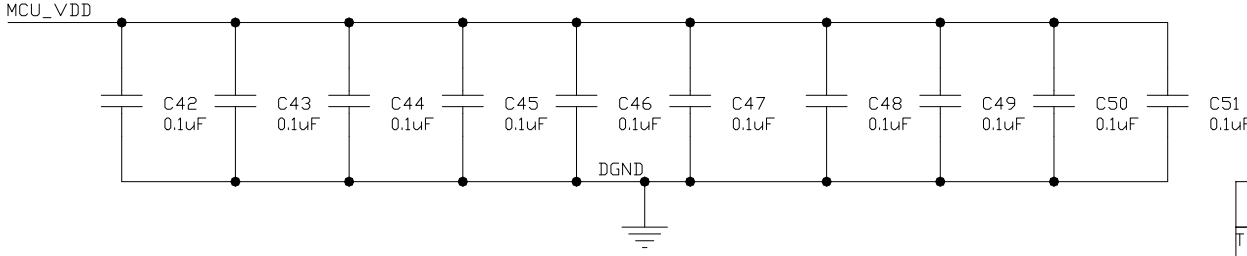 MCU_VDD
C42 C43 C44 C45 C46 C47 C48 C49 C50 C51
0.1uF 0.1uF 0.1uF 0.1uF 0.1uF 0.1uF 0.1uF 0.1uF 0.1uF 0.1uF
DGND
T